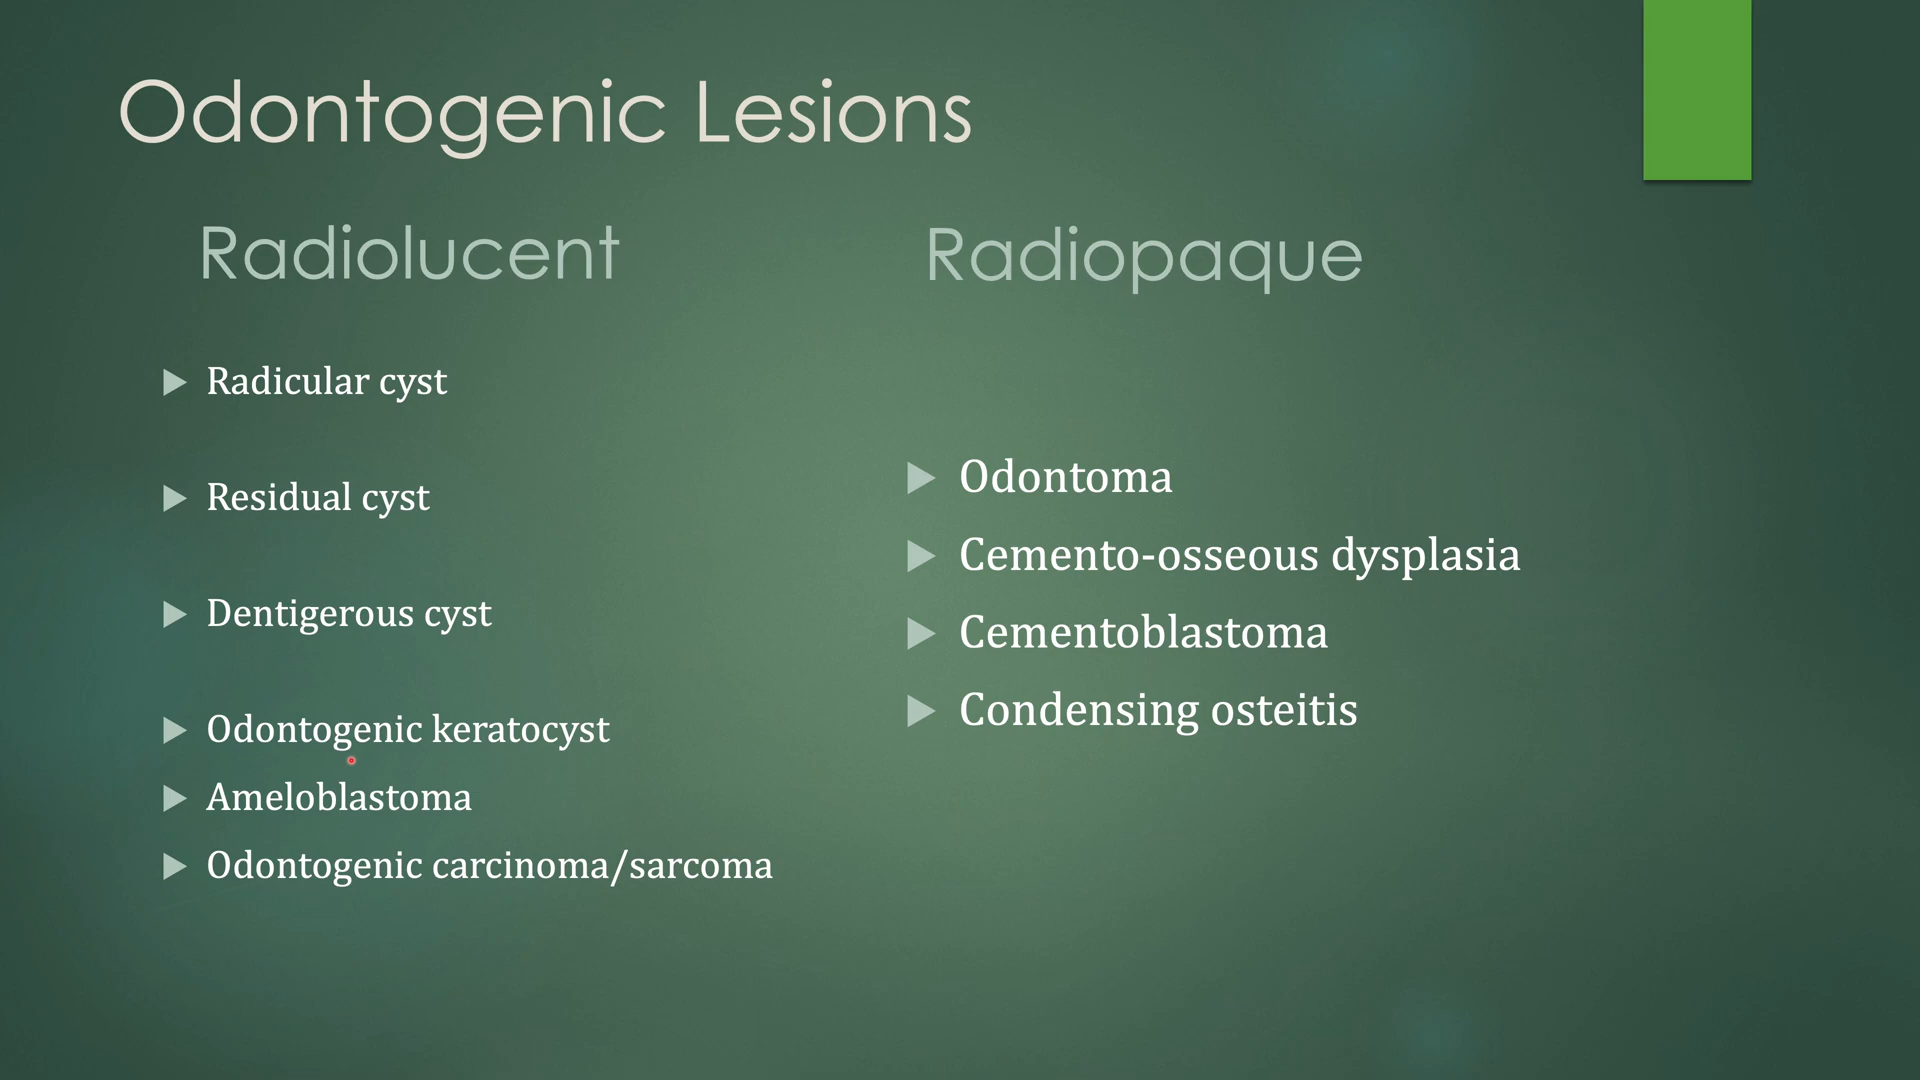 Odontogenic Lesions
Radiolucent
Radicular cyst
Residual cyst
Dentigerous cyst
Odontogenic keratocyst
Ameloblastoma
Odontogenic carcinoma/sarcoma
Radiopaque
Odontoma
Cemento-osseous dysplasia
Cementoblastoma
Condensing osteitis